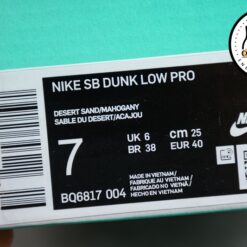 NIKE SB DUNK LOW PRO
DESERT SAND/MAHOGANY
SABLE DU DESERT/ACAJOU
7
UK 6
cm 25
BR 38
EUR 40
BQ6817 004
MADE IN VIETNAM/
FABRIQUÉ AU VIETNAM/
FABRICADO NO VIETNÃ/
HECHO EN VIETNAM